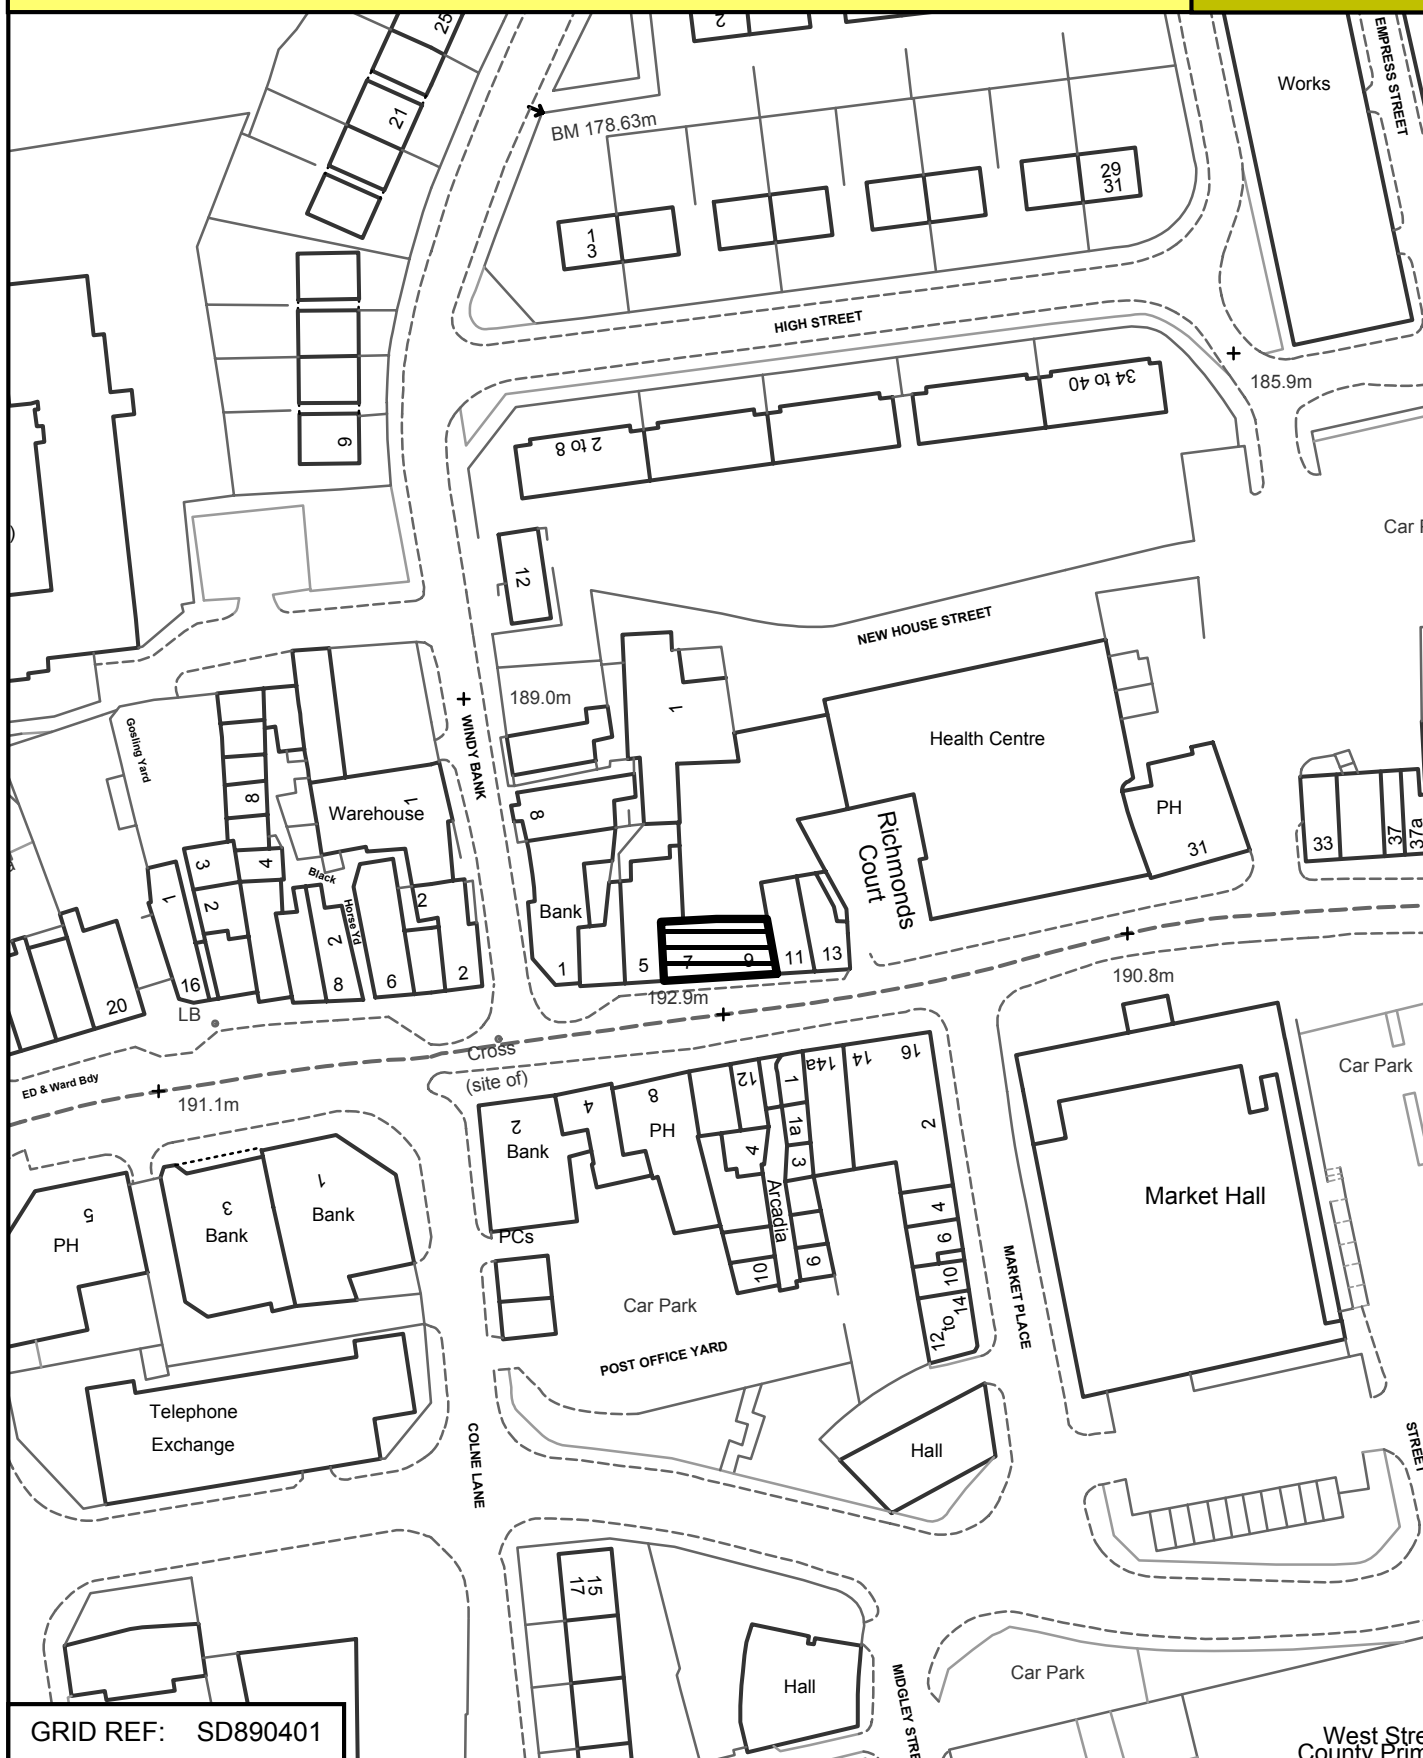 25
2
Works
EMPRESS STREET
21
BM 178.63m
29
31
1
3
HIGH STREET
185.9m
34 to 40
2 to 8
9
Car
12
NEW HOUSE STREET
189.0m
1
WINDY BANK
Gosling Yard
Health Centre
8
1
Warehouse
8
PH
31
33
37
37a
Richmonds
Court
3
4
Black
Horse Yd
1
2
2
2
Bank
16
8
6
2
1
5
7
9
11
13
20
LB
192.9m
190.8m
Cross
(site of)
ED & Ward Bdy
191.1m
Car Park
2
Bank
4
8
PH
12
4
1
1a
3
14a
14
16
2
Arcadia
Market Hall
4
6
10
12 to 14
9
10
5
PH
3
Bank
1
Bank
PCs
MARKET PLACE
Car Park
POST OFFICE YARD
Telephone
Exchange
COLNE LANE
Hall
STREET
15
17
Hall
MIDGLEY STRE
Car Park
GRID REF: SD890401
West Stre
County Prim